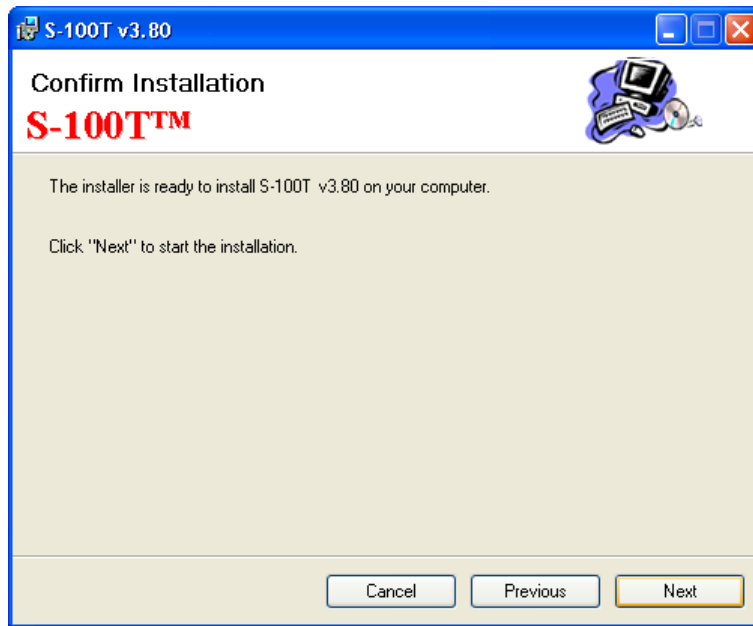 S-100T v3.80
Confirm Installation
S-100T™
The installer is ready to install S-100T v3.80 on your computer.
Click "Next" to start the installation.
Cancel Previous Next